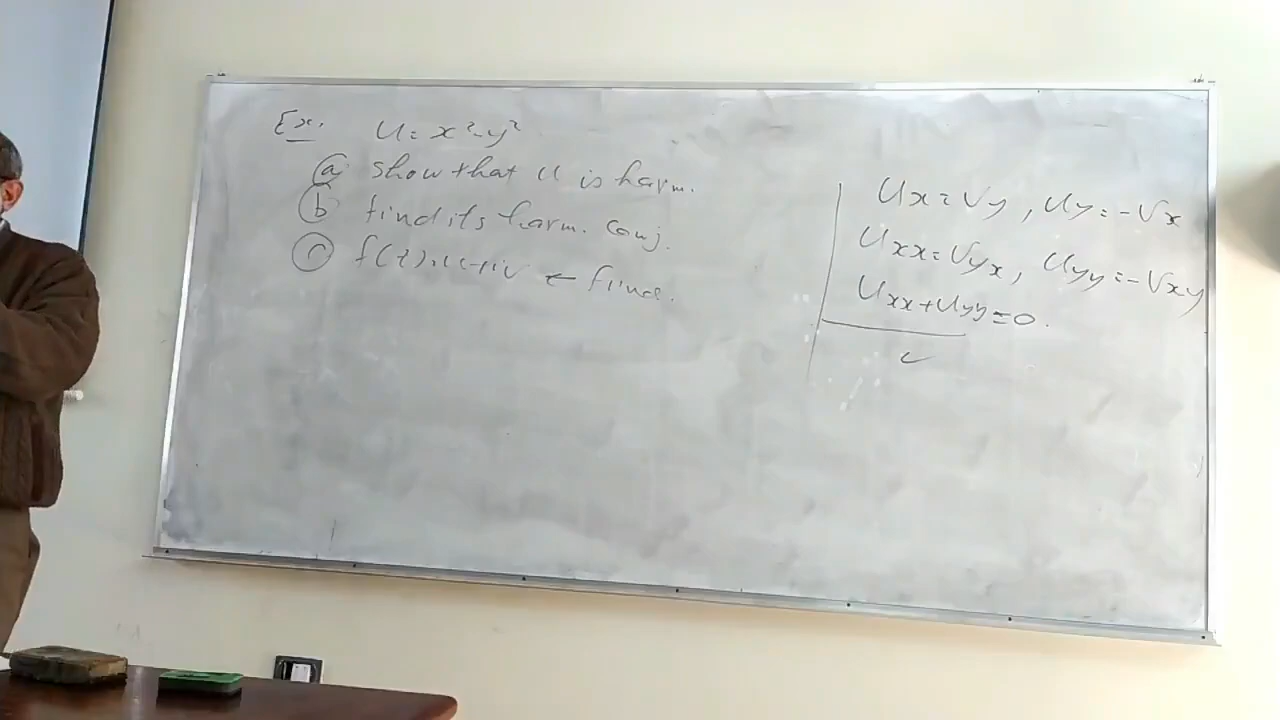 Ex. U = x² - y²
(a) show that U is harm.
(b) find its harm. conj.
(c) f(z) = u + iv ← find.
Ux = Vy , Uy = -Vx
Uxx = Vyx , Uyy = -Vxy
Uxx + Uyy = 0.